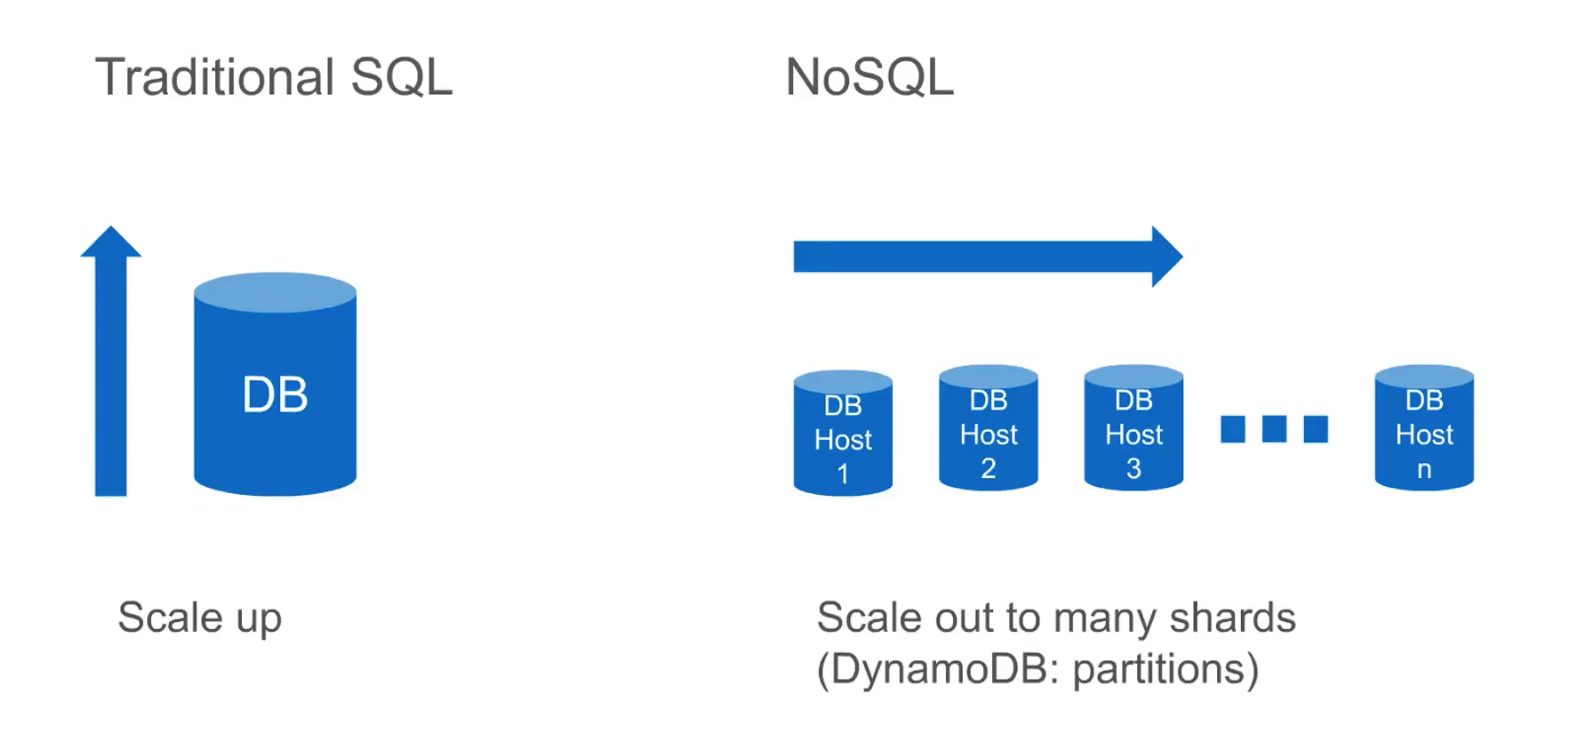 Traditional SQL
NoSQL
DB
DB
Host
1
DB
Host
2
DB
Host
3
DB
Host
n
Scale up
Scale out to many shards
(DynamoDB: partitions)